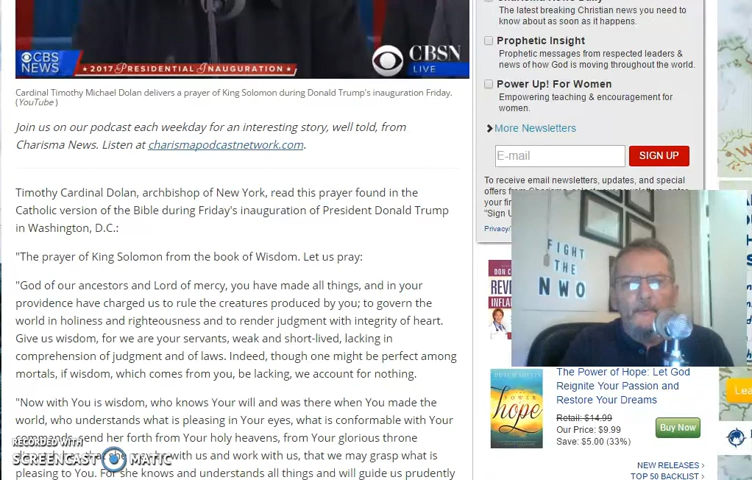 CBS NEWS
2017 PRESIDENTIAL INAUGURATION
CBSN
LIVE
Cardinal Timothy Michael Dolan delivers a prayer of King Solomon during Donald Trump's inauguration Friday.
(YouTube )
Join us on our podcast each weekday for an interesting story, well told, from
Charisma News. Listen at charismapodcastnetwork.com.
Timothy Cardinal Dolan, archbishop of New York, read this prayer found in the
Catholic version of the Bible during Friday's inauguration of President Donald Trump
in Washington, D.C.:
"The prayer of King Solomon from the book of Wisdom. Let us pray:
"God of our ancestors and Lord of mercy, you have made all things, and in your
providence have charged us to rule the creatures produced by you; to govern the
world in holiness and righteousness and to render judgment with integrity of heart.
Give us wisdom, for we are your servants, weak and short-lived, lacking in
comprehension of judgment and of laws. Indeed, though one might be perfect among
mortals, if wisdom, which comes from you, be lacking, we account for nothing.
"Now with You is wisdom, who knows Your will and was there when You made the
world, who understands what is pleasing in Your eyes, what is conformable with Your
send her forth from Your holy heavens, from Your glorious throne
with us and work with us, that we may grasp what is
pleasing to You. For she knows and understands all things and will guide us prudently
RECORDED WITH
SCREENCAST MATIC
The latest breaking Christian news you need to
know about as soon as it happens.
Prophetic Insight
Prophetic messages from respected leaders &
news of how God is moving throughout the world.
Power Up! For Women
Empowering teaching & encouragement for
women.
More Newsletters
E-mail
SIGN UP
To receive email newsletters, updates, and special
"Sign U
Privacy
FIGHT
THE
NWO
DON C
The Power of Hope: Let God
Reignite Your Passion and
Restore Your Dreams
Retail: $14.99
Our Price: $9.99
Save: $5.00 (33%)
Buy Now
hope
NEW RELEASES
TOP 50 BACKLIST
Lea